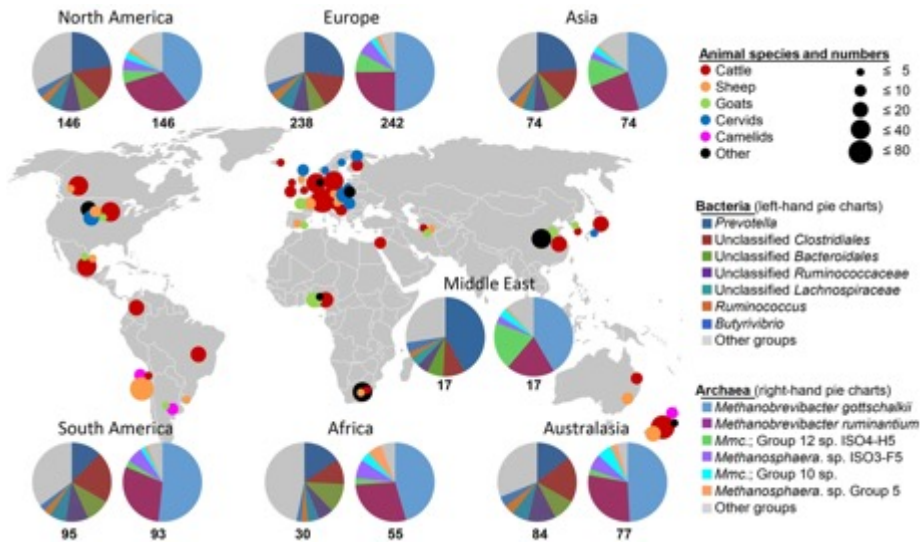 North America
Europe
Asia
146
146
238
242
74
74
Animal species and numbers
Cattle
Sheep
Goats
Cervids
Camelids
Other
≤ 5
≤ 10
≤ 20
≤ 40
≤ 80
Bacteria (left-hand pie charts)
Prevotella
Unclassified Clostridiales
Unclassified Bacteroidales
Unclassified Ruminococcaceae
Unclassified Lachnospiraceae
Ruminococcus
Butyrivibrio
Other groups
Middle East
17
17
Archaea (right-hand pie charts)
Methanobrevibacter gottschalkii
Methanobrevibacter ruminantium
Mmc.; Group 12 sp. ISO4-H5
Methanosphaera. sp. ISO3-F5
Mmc.; Group 10 sp.
Methanosphaera. sp. Group 5
Other groups
South America
Africa
Australasia
95
93
30
55
84
77